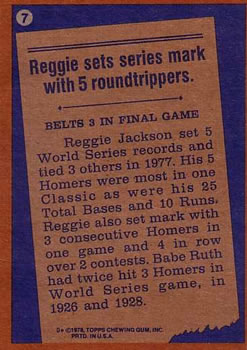 7
Reggie sets series mark
with 5 roundtrippers.
BELTS 3 IN FINAL GAME
Reggie Jackson set 5
World Series records and
tied 3 others in 1977. His 5
Homers were most in one
Classic as were his 25
Total Bases and 10 Runs.
Reggie also set mark with
3 consecutive Homers in
one game and 4 in row
over 2 contests. Babe Ruth
had twice hit 3 Homers in
World Series game, in
1926 and 1928.
©1978, TOPPS CHEWING GUM, INC.
PRTD. IN U.S.A.